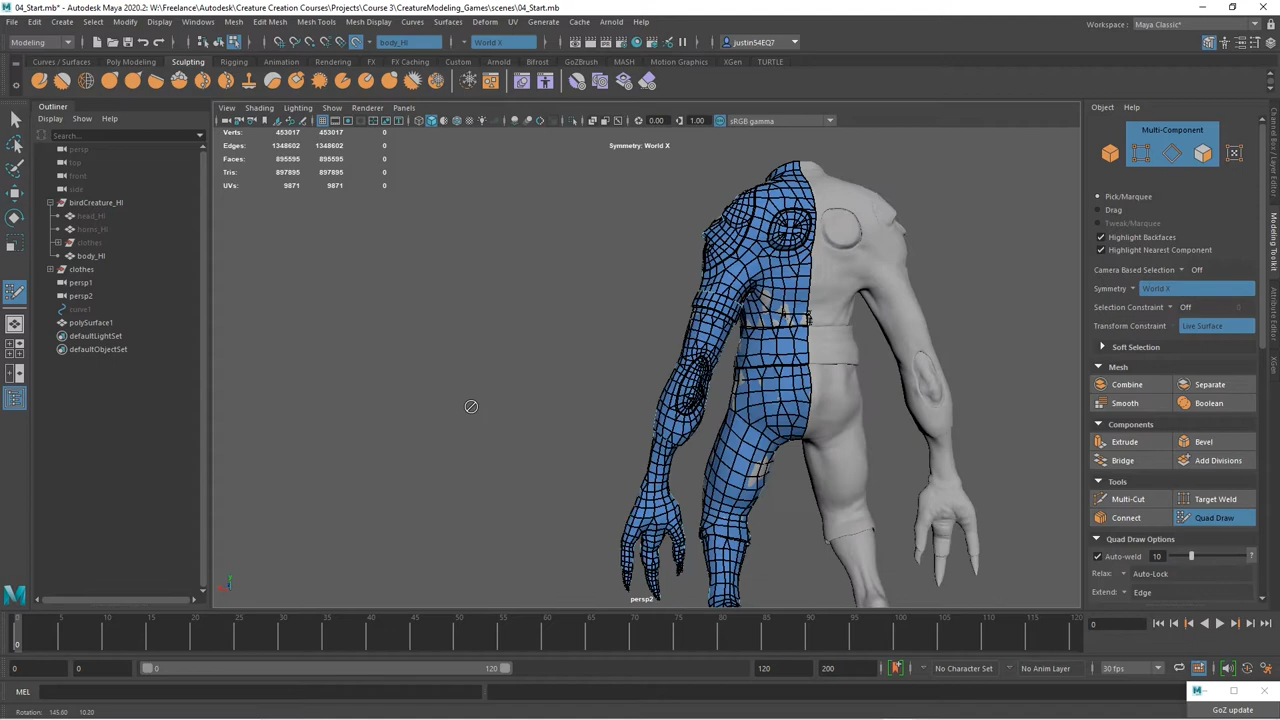 04_Start.mb* - Autodesk Maya 2020.2: W:\Freelance\Creature Creation Courses\Projects\Course 3\CreatureModeling_Games\scenes\04_Start.mb
File Edit Create Select Modify Display Windows Mesh Edit Mesh Mesh Tools Mesh Display Curves Surfaces Deform UV Generate Cache Arnold Help
Workspace : Maya Classic*
Modeling body_HI World X justin54EQ7
Curves / Surfaces Poly Modeling Sculpting Rigging Animation Rendering FX FX Caching Custom Arnold Bifrost GoZBrush MASH Motion Graphics XGen TURTLE
Outliner
Display Show Help
Search...
persp
top
front
side
birdCreature_HI
head_HI
horns_HI
clothes
body_HI
clothes
persp1
persp2
curve1
polySurface1
defaultLightSet
defaultObjectSet
View Shading Lighting Show Renderer Panels
0.00 1.00 sRGB gamma
Verts: 453017 453017 0
Edges: 1348602 1348602 0
Faces: 895595 895595 0
Tris: 897895 897895 0
UVs: 9871 9871 0
Symmetry: World X
persp2
Object Help
Multi-Component
Pick/Marquee
Drag
Tweak/Marquee
Highlight Backfaces
Highlight Nearest Component
Camera Based Selection Off
Symmetry World X
Selection Constraint Off
Transform Constraint Live Surface
Soft Selection
Mesh
Combine Separate
Smooth Boolean
Components
Extrude Bevel
Bridge Add Divisions
Tools
Multi-Cut Target Weld
Connect Quad Draw
Quad Draw Options
Auto-weld 10 ?
Relax: Auto-Lock
Extend: Edge
Channel Box / Layer Editor
Modeling Toolkit
Attribute Editor
XGen
0 5 10 15 20 25 30 35 40 45 50 55 60 65 70 75 80 85 90 95 100 105 110 115 120
0 0
0 0 0 120 120 200 No Character Set No Anim Layer 30 fps
MEL
Rotation: 145.60 10.20
GoZ update